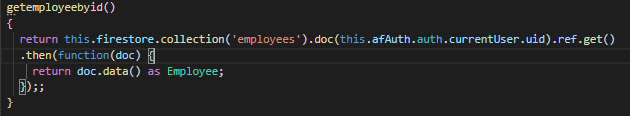 getemployeebyid()
{
return this.firestore.collection('employees').doc(this.afAuth.auth.currentUser.uid).ref.get()
.then(function(doc) {
return doc.data() as Employee;
});;
}